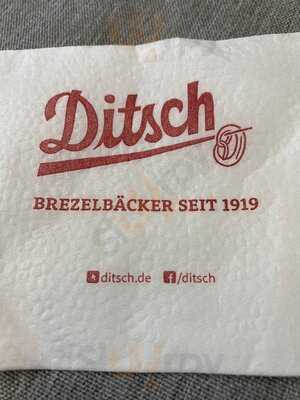 Ditsch
BREZELBÄCKER SEIT 1919
ditsch.de /ditsch